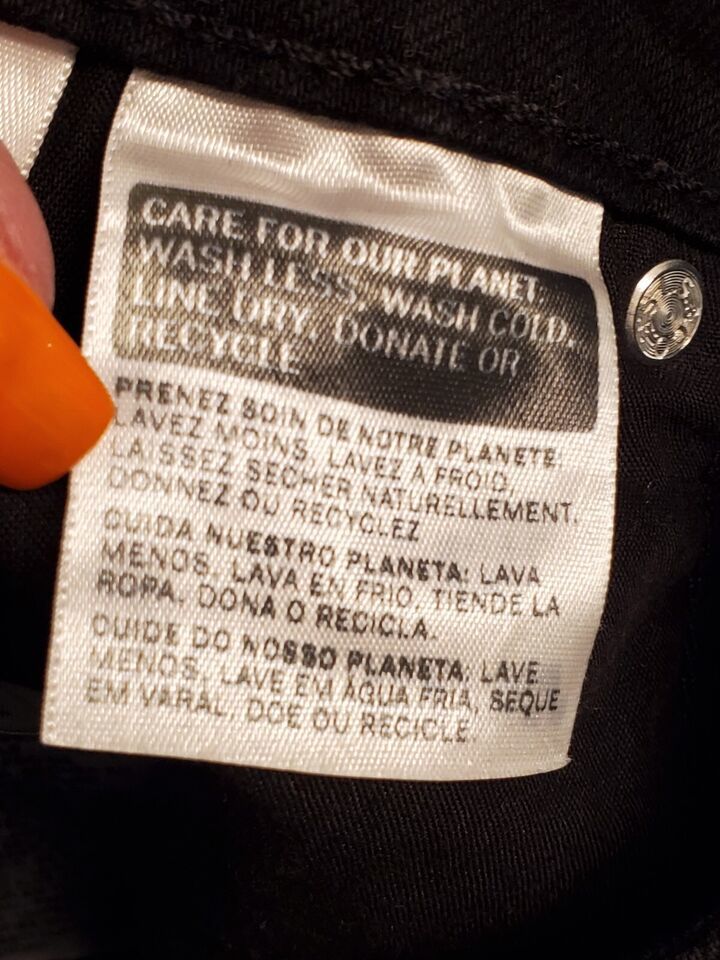 CARE FOR OUR PLANET:
WASH LESS, WASH COLD,
LINE DRY, DONATE OR
RECYCLE
PRENEZ SOIN DE NOTRE PLANETE:
LAVEZ MOINS, LAVEZ A FROID,
LAISSEZ SECHER NATURELLEMENT.
DONNEZ OU RECYCLEZ
CUIDA NUESTRO PLANETA: LAVA
MENOS, LAVA EN FRIO, TIENDE LA
ROPA, DONA O RECICLA.
CUIDE DO NOSSO PLANETA: LAVE
MENOS, LAVE EM ÁGUA FRIA, SEQUE
EM VARAL, DOE OU RECICLE.